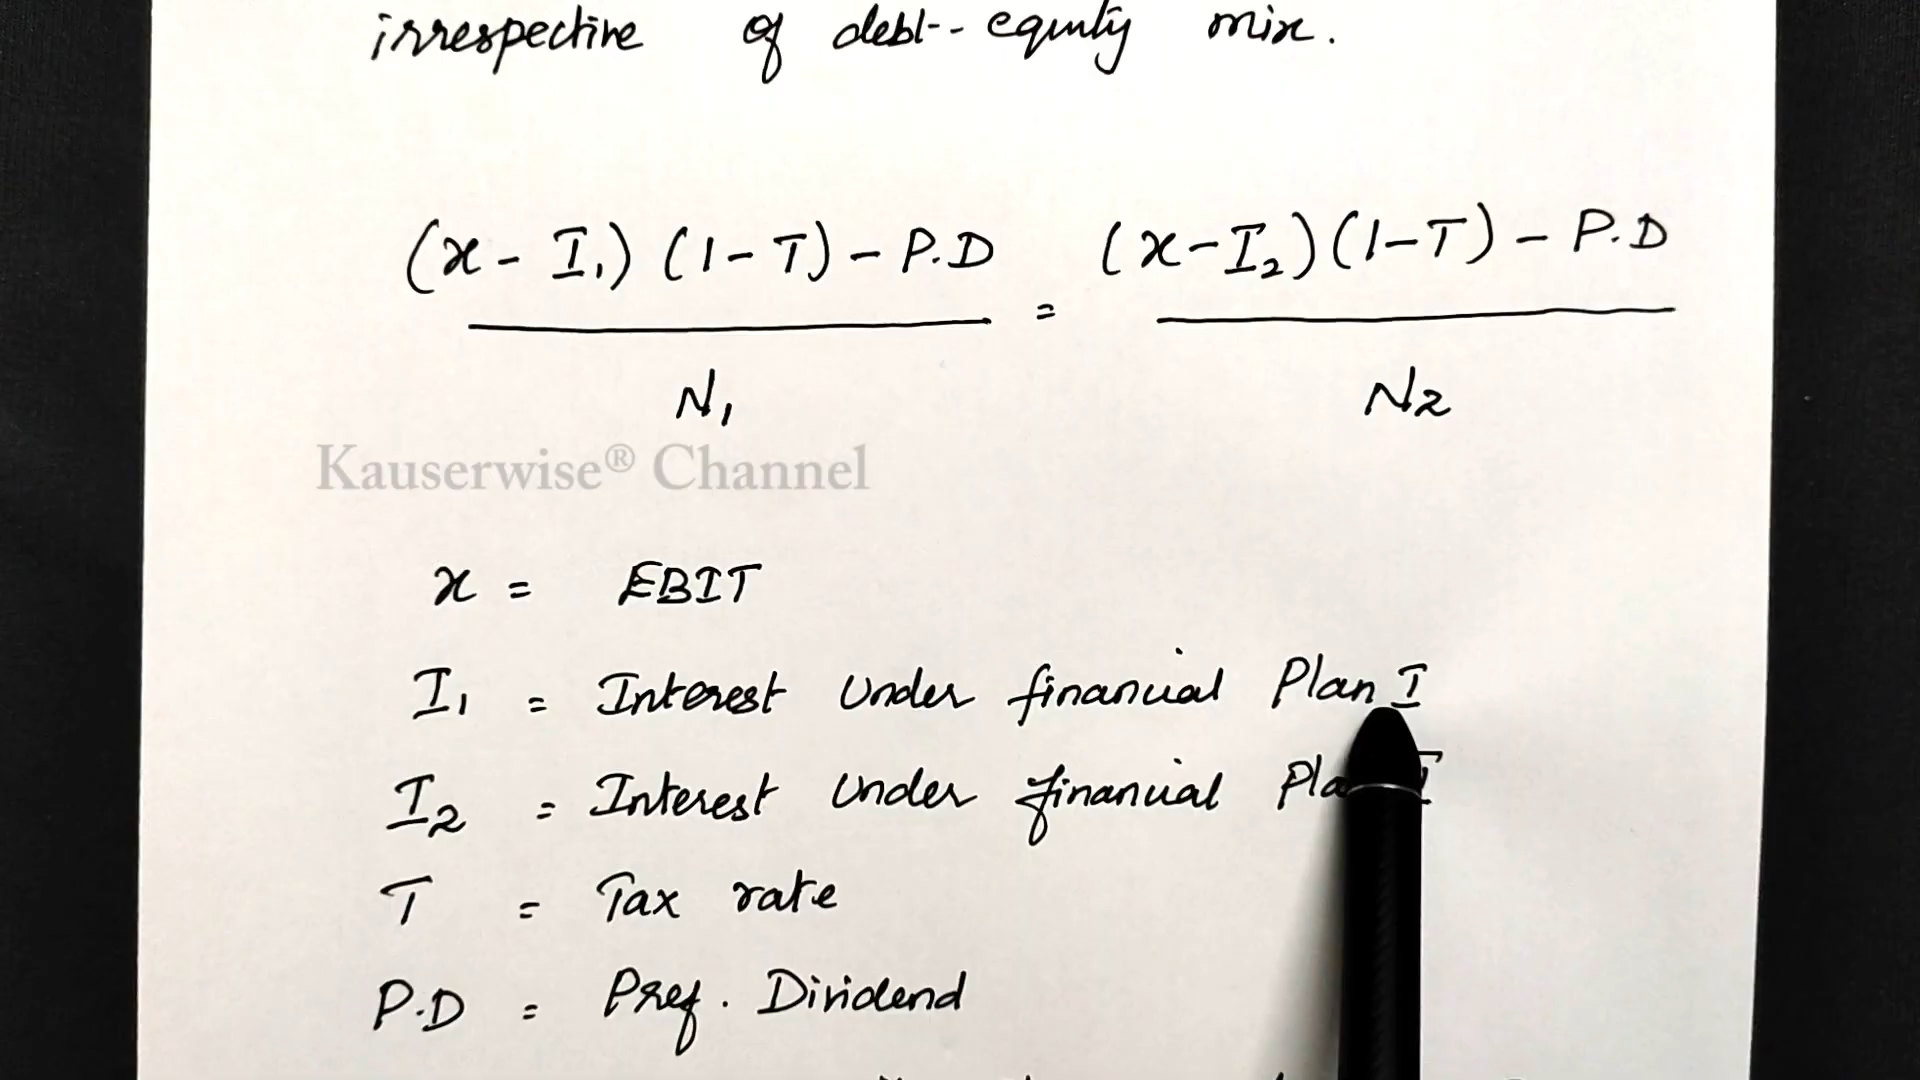 irrespective of debt-equity mix.
(x - I1) (1 - T) - P.D = (x - I2) (1 - T) - P.D
N1 N2
Kauserwise® Channel
x = EBIT
I1 = Interest under financial Plan I
I2 = Interest under financial
T = Tax rate
P.D = Pref. Dividend